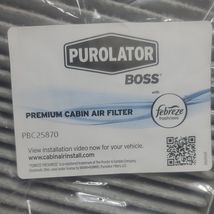 PUROLATOR
BOSS
with
PREMIUM CABIN AIR FILTER
febreze
FRESHNESS
PBC25870
View installation video now for your vehicle.
www.cabinairinstall.com